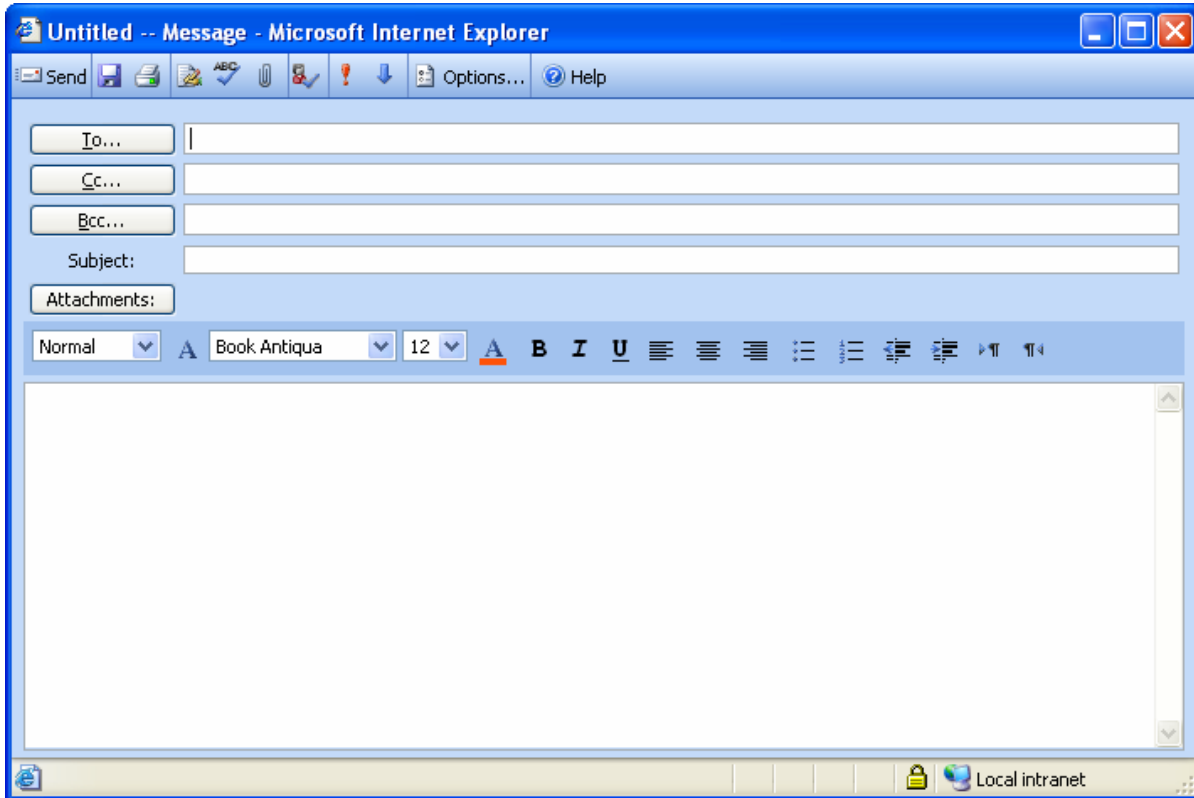 Untitled -- Message - Microsoft Internet Explorer
Send ABC Options... Help
To...
Cc...
Bcc...
Subject:
Attachments:
Normal A Book Antiqua 12 A B I U
Local intranet